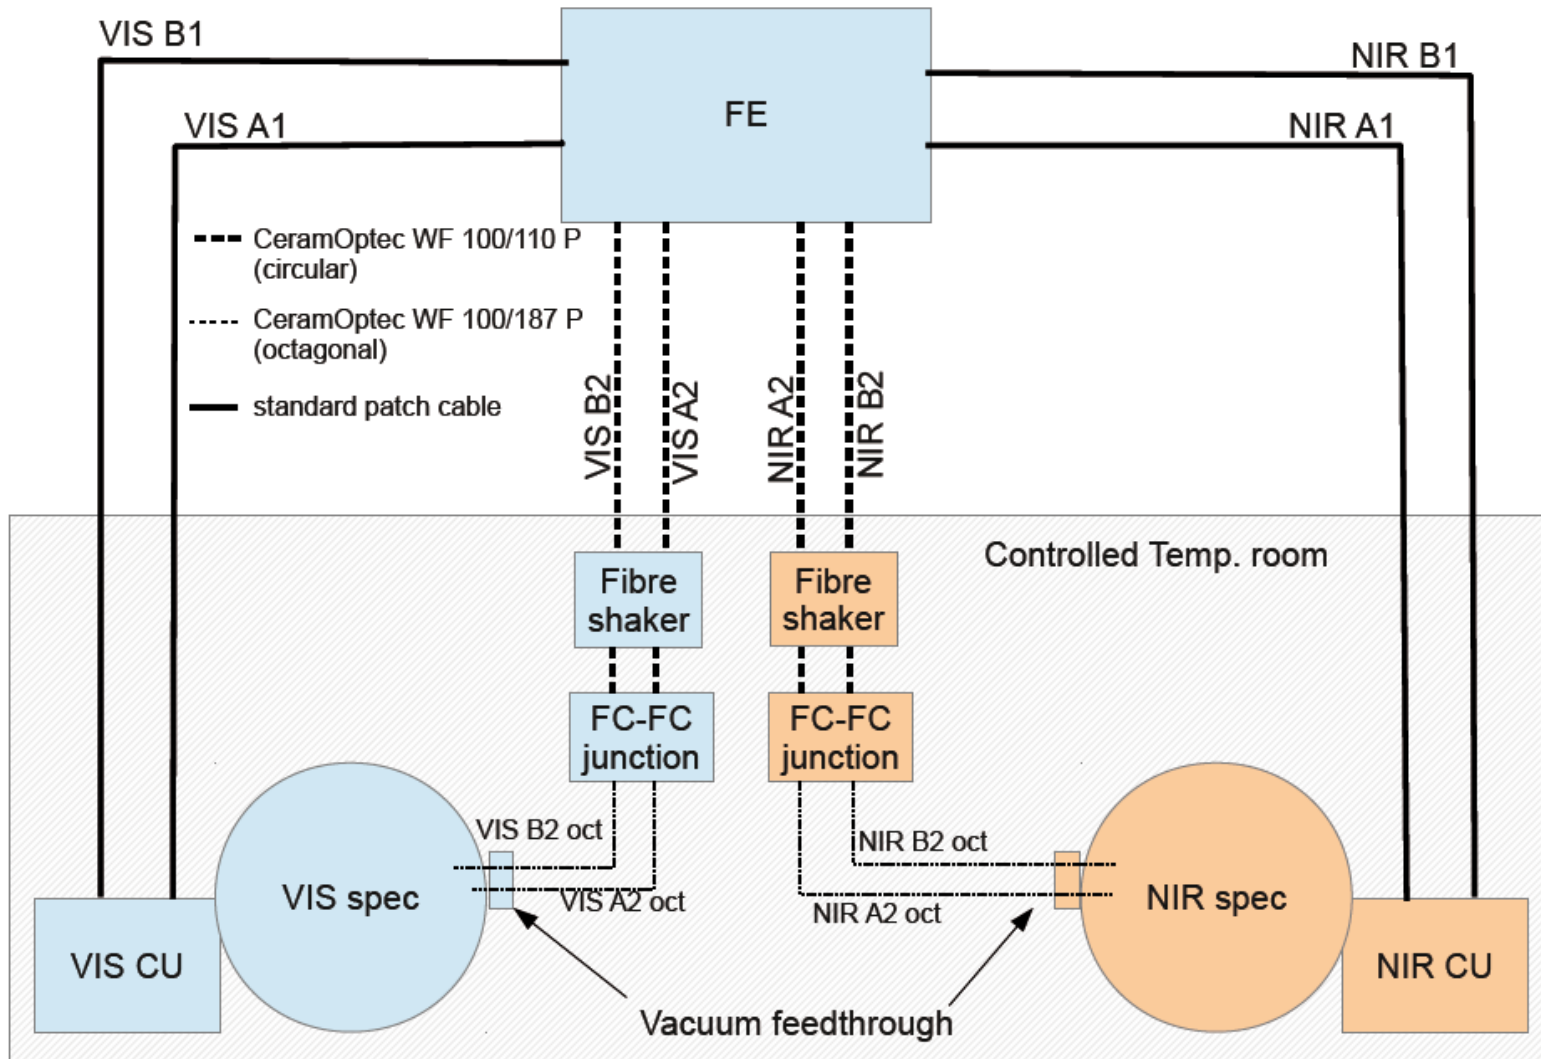 VIS B1
NIR B1
FE
VIS A1
NIR A1
CeramOptec WF 100/110 P
(circular)
CeramOptec WF 100/187 P
(octagonal)
standard patch cable
VIS B2
VIS A2
NIR A2
NIR B2
Controlled Temp. room
Fibre
shaker
Fibre
shaker
FC-FC
junction
FC-FC
junction
VIS B2 oct
NIR B2 oct
VIS spec
VIS A2 oct
NIR A2 oct
NIR spec
VIS CU
NIR CU
Vacuum feedthrough